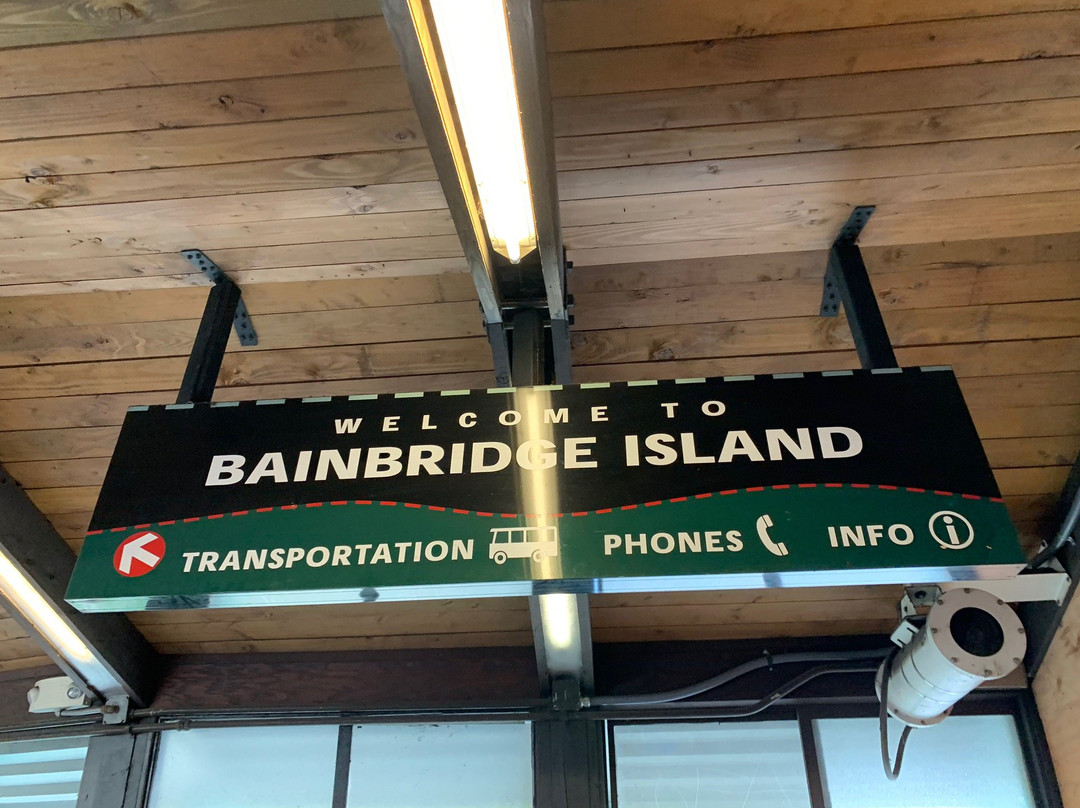 WELCOME TO
BAINBRIDGE ISLAND
TRANSPORTATION PHONES INFO i